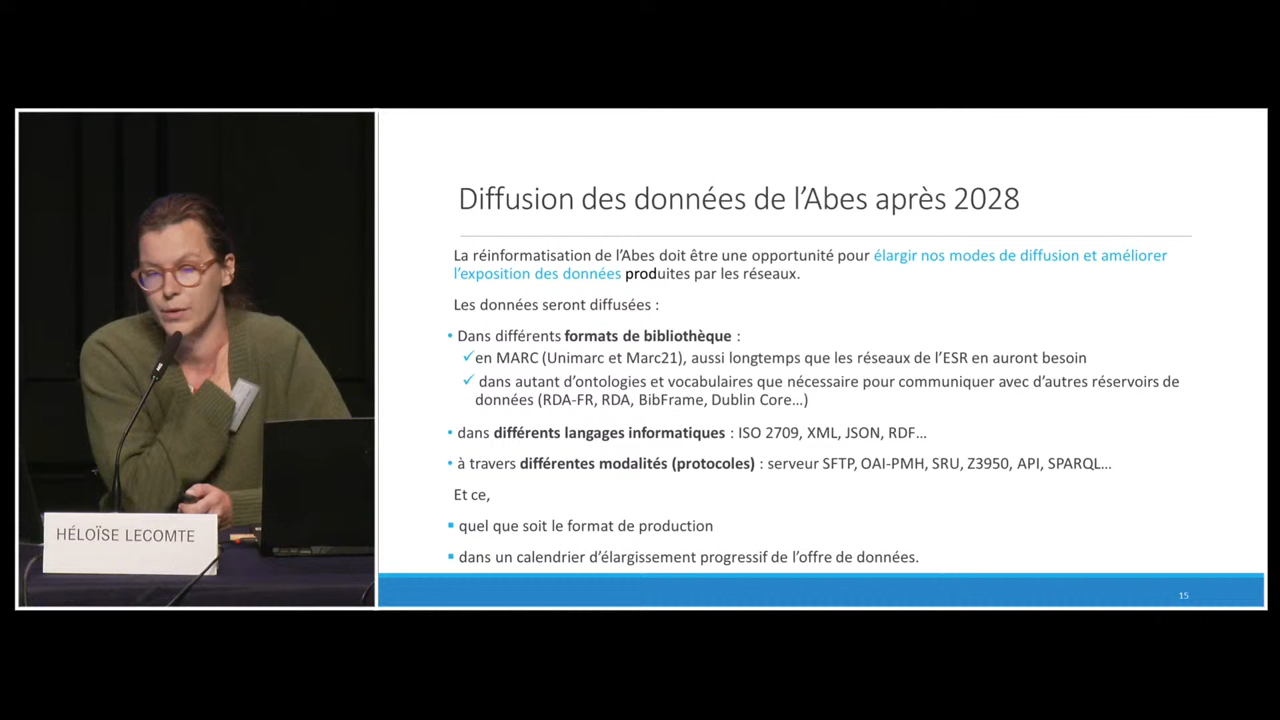 Diffusion des données de l'Abes après 2028
La réinformatisation de l'Abes doit être une opportunité pour élargir nos modes de diffusion et améliorer
l'exposition des données produites par les réseaux.
Les données seront diffusées :
• Dans différents formats de bibliothèque :
✓en MARC (Unimarc et Marc21), aussi longtemps que les réseaux de l'ESR en auront besoin
✓ dans autant d'ontologies et vocabulaires que nécessaire pour communiquer avec d'autres réservoirs de
données (RDA-FR, RDA, BibFrame, Dublin Core…)
• dans différents langages informatiques : ISO 2709, XML, JSON, RDF…
• à travers différentes modalités (protocoles) : serveur SFTP, OAI-PMH, SRU, Z3950, API, SPARQL…
Et ce,
▪ quel que soit le format de production
▪ dans un calendrier d'élargissement progressif de l'offre de données.
15
HÉLOÏSE LECOMTE